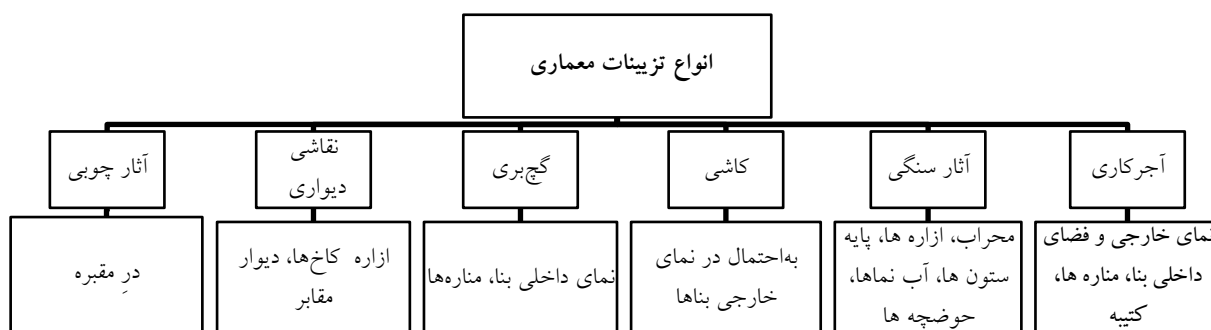 انواع تزیینات معماری
آجرکاری
آثار سنگی
کاشی
گچ‌بری
نقاشی
دیواری
آثار چوبی
نمای خارجی و فضای
داخلی بنا، مناره ها،
کتیبه
محراب، ازاره ها، پایه
ستون ها، آب نماها،
حوضچه ها
به‌احتمال در نمای
خارجی بناها
نمای داخلی بنا، مناره‌ها
ازاره کاخ‌ها، دیوار
مقابر
درِ مقبره